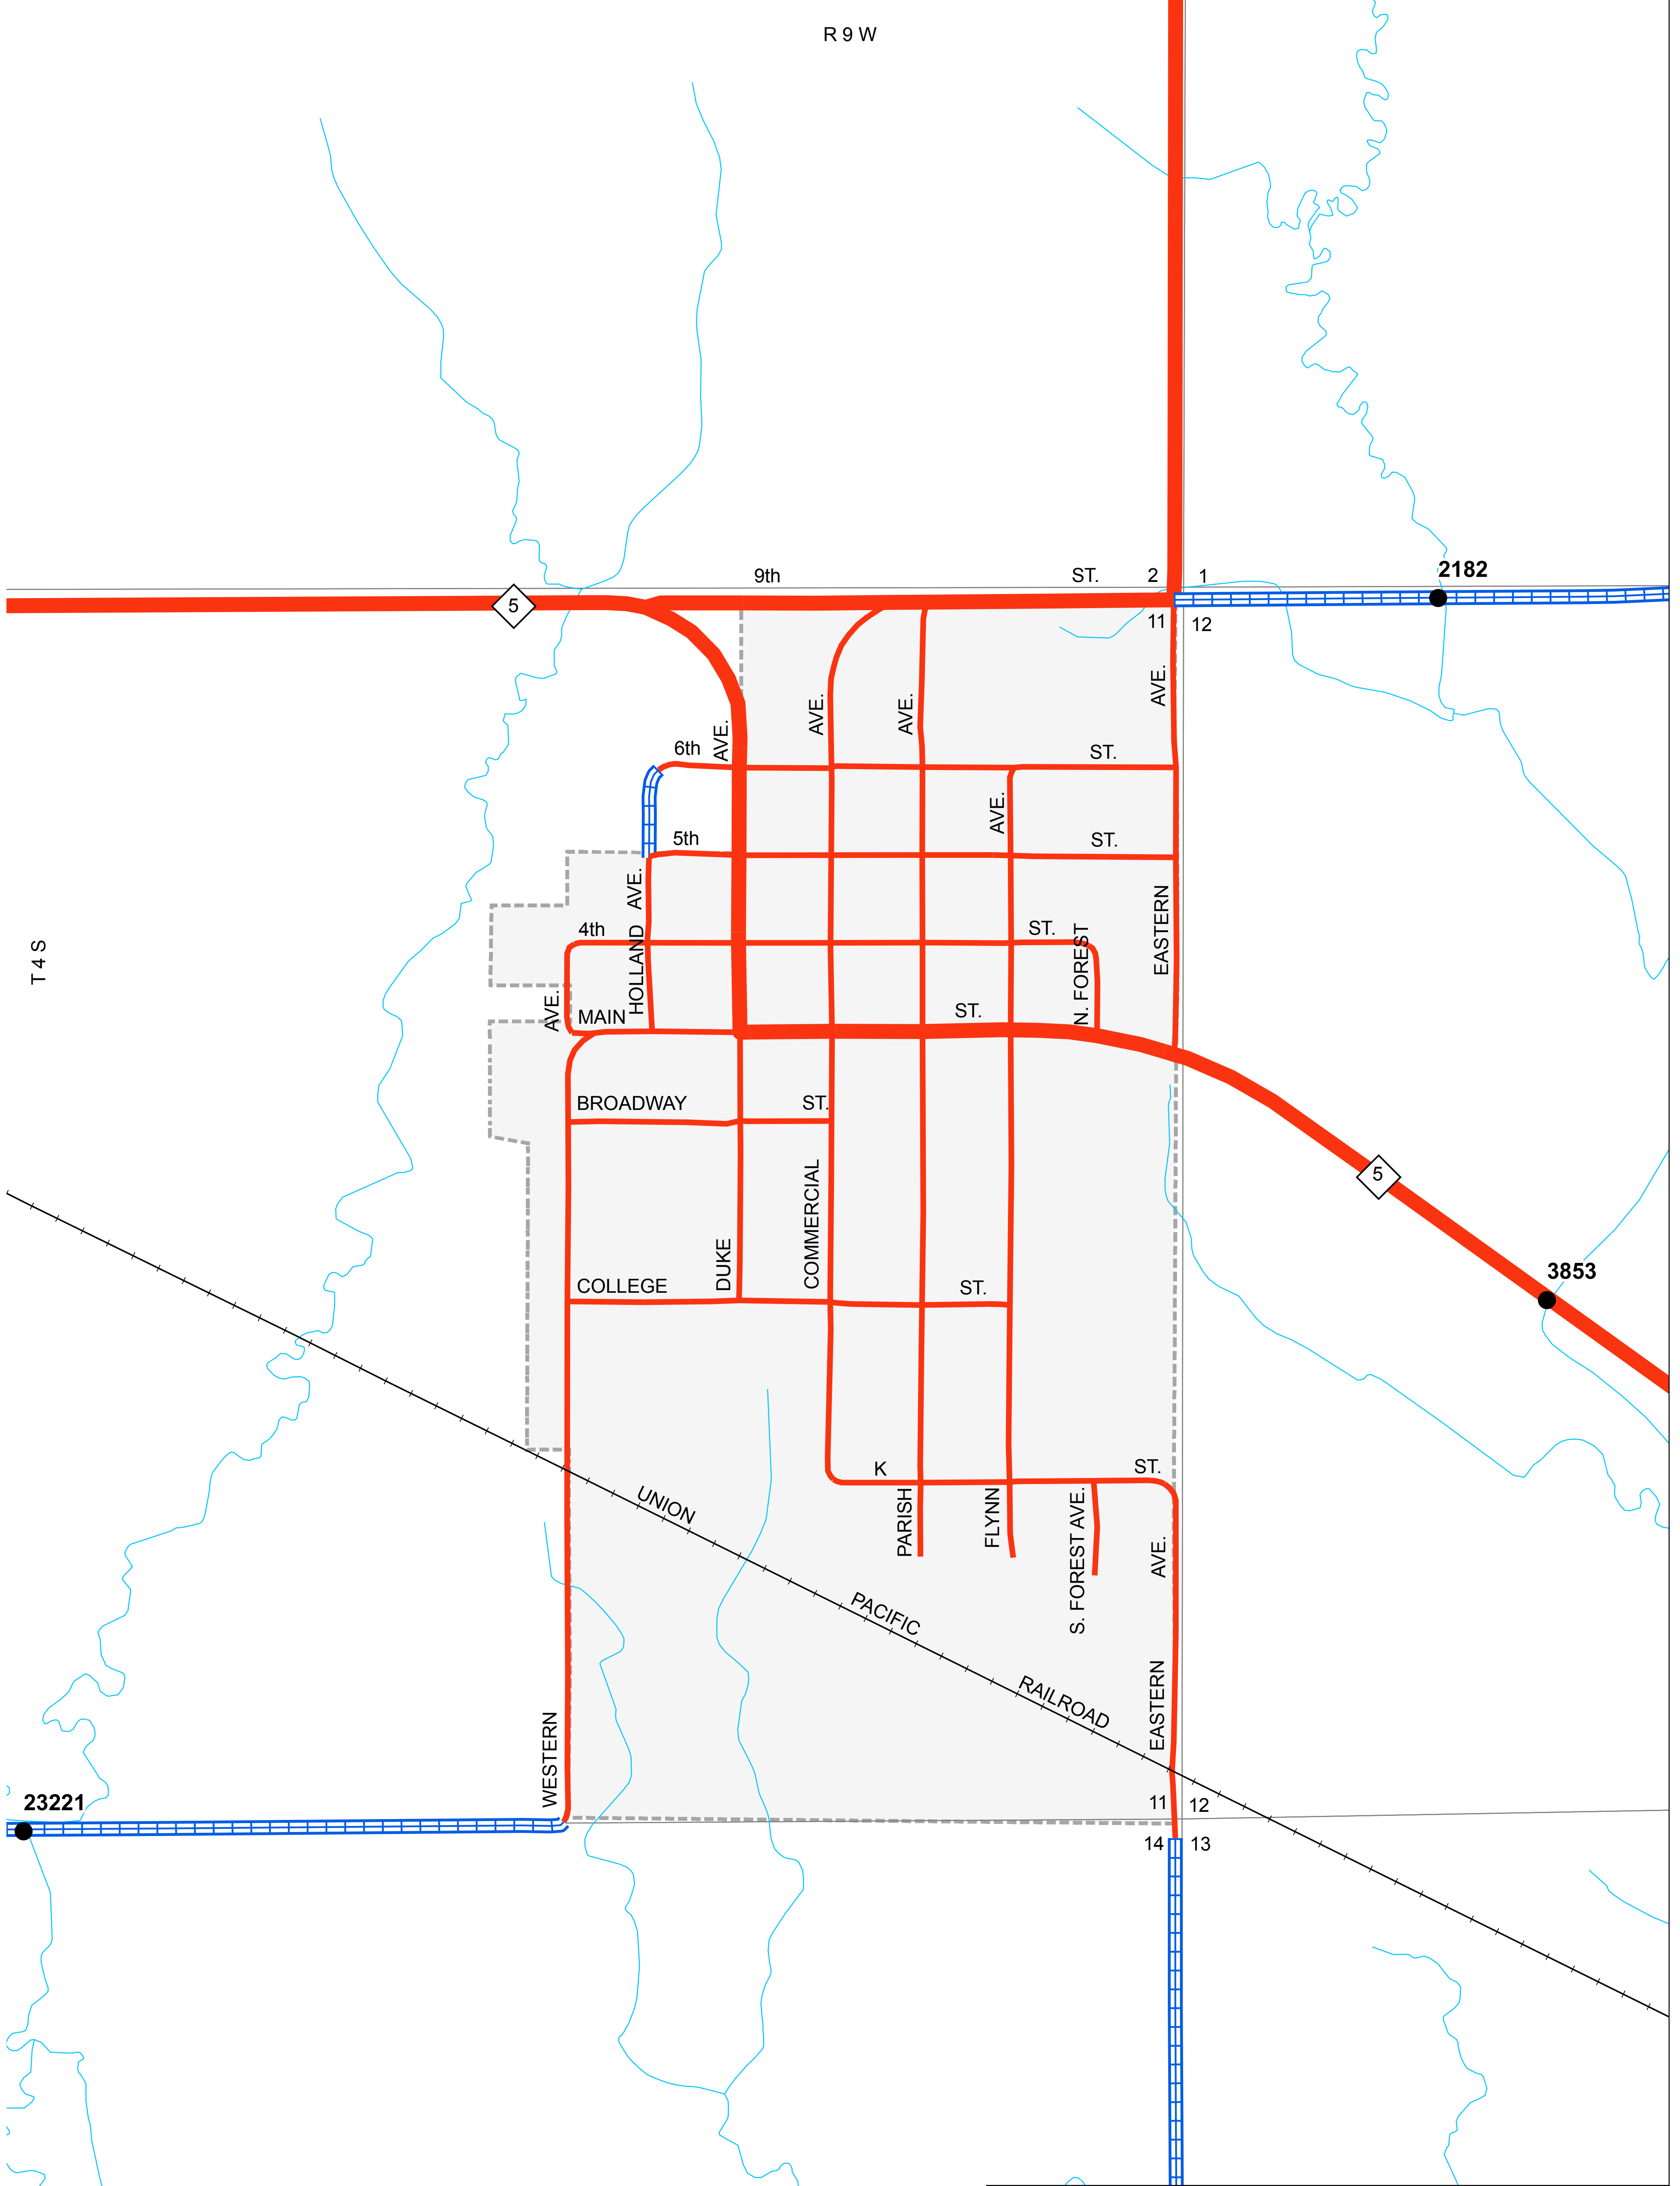 R 9 W
9th ST. 2 1
2182
5
11 12
AVE.
AVE.
AVE.
AVE.
6th ST.
AVE.
5th ST.
HOLLAND AVE.
EASTERN
4th ST.
N. FOREST
T 4 S
AVE.
MAIN ST.
BROADWAY ST.
5
COMMERCIAL
DUKE
COLLEGE ST.
3853
K ST.
UNION
PARISH
FLYNN
S. FOREST AVE.
AVE.
PACIFIC
RAILROAD
EASTERN
WESTERN
23221
11 12
14 13